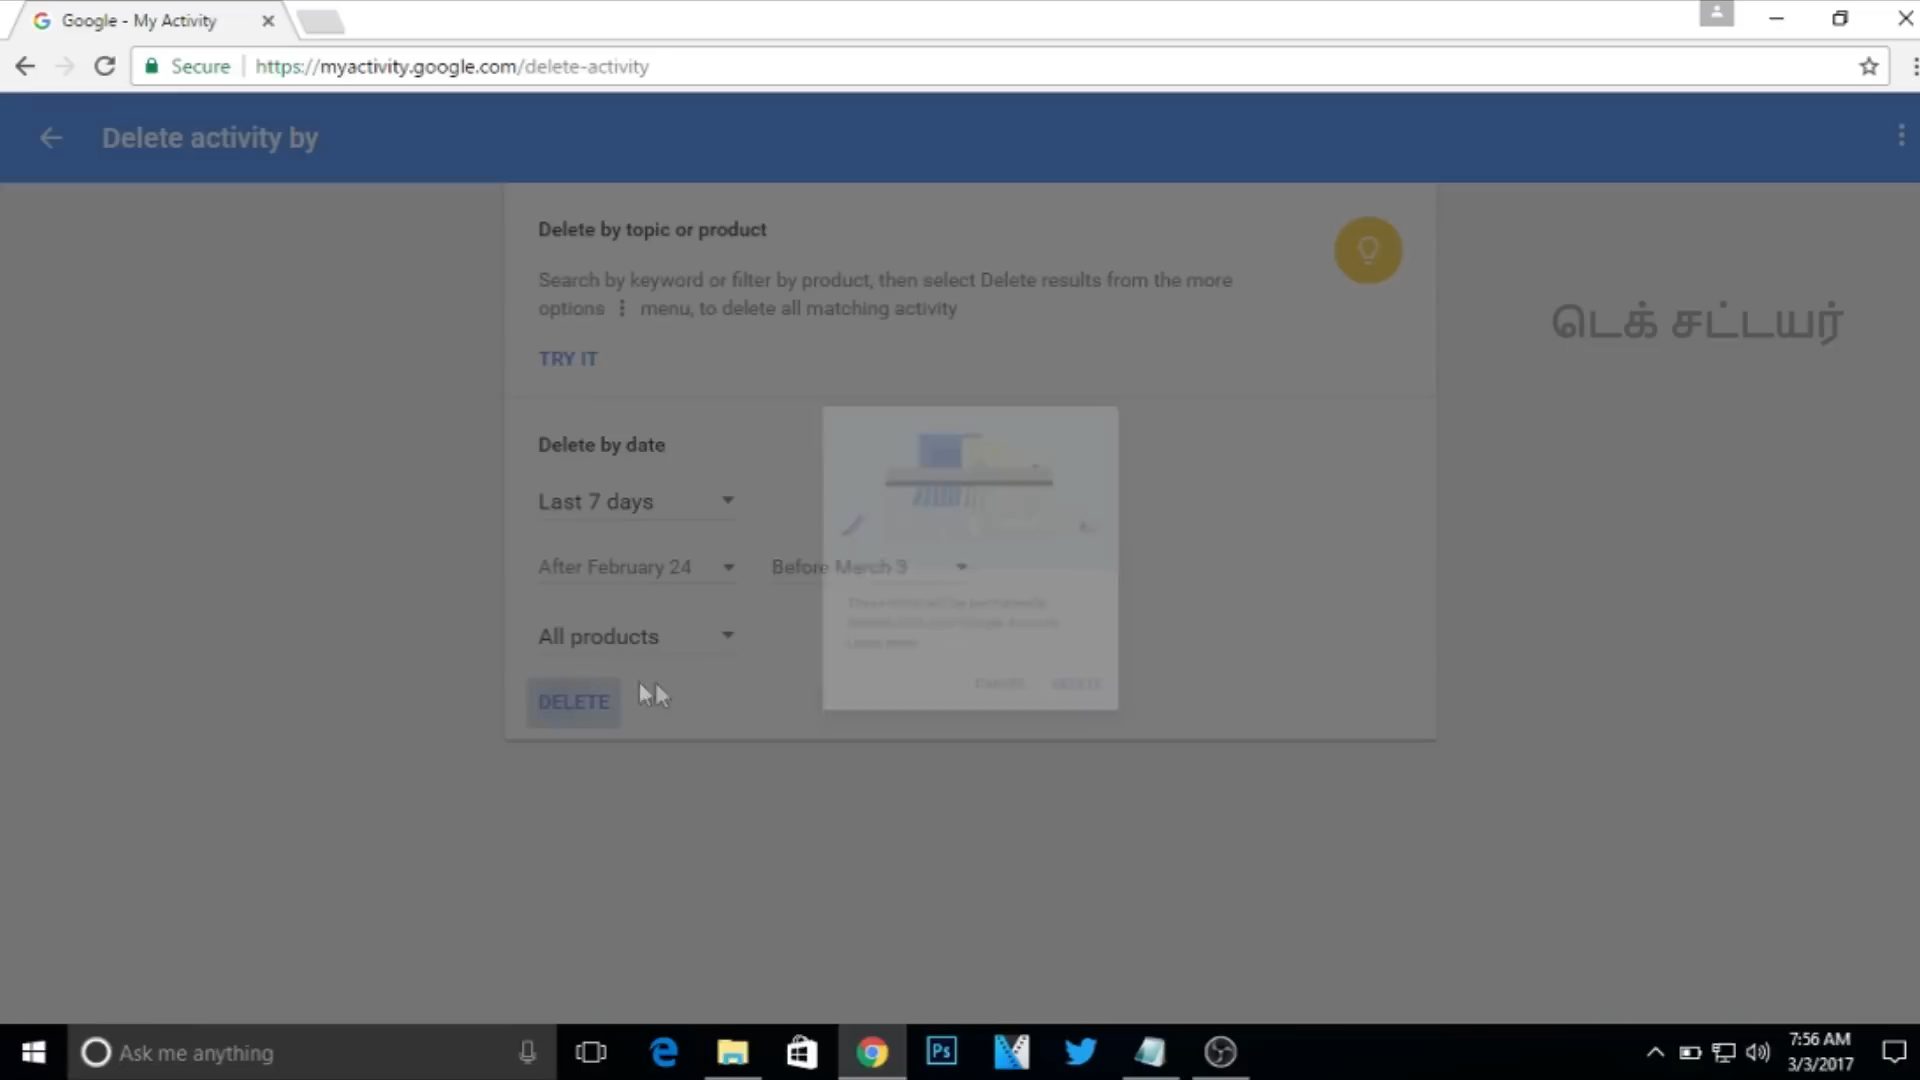 Google - My Activity
Secure
https://myactivity.google.com/delete-activity
Delete activity by
Delete by topic or product
Search by keyword or filter by product, then select Delete results from the more
options ⋮ menu, to delete all matching activity
டெக் சட்டயர்
TRY IT
Delete by date
Last 7 days
After February 24
Before March 3
All products
CANCEL DELETE
DELETE
Ask me anything
Ps
7:56 AM
3/3/2017